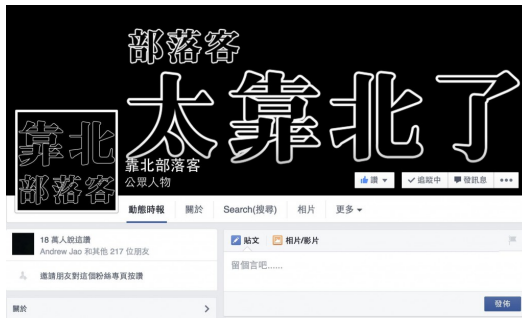 部落客
太靠北了
靠北
部落客
靠北部落客
公眾人物
讚
追蹤中
發訊息
動態時報
關於
Search(搜尋)
相片
更多
18 萬人說這讚
Andrew Jao 和其他 217 位朋友
邀請朋友對這個粉絲專頁按讚
關於
貼文
相片/影片
留個言吧......
發佈